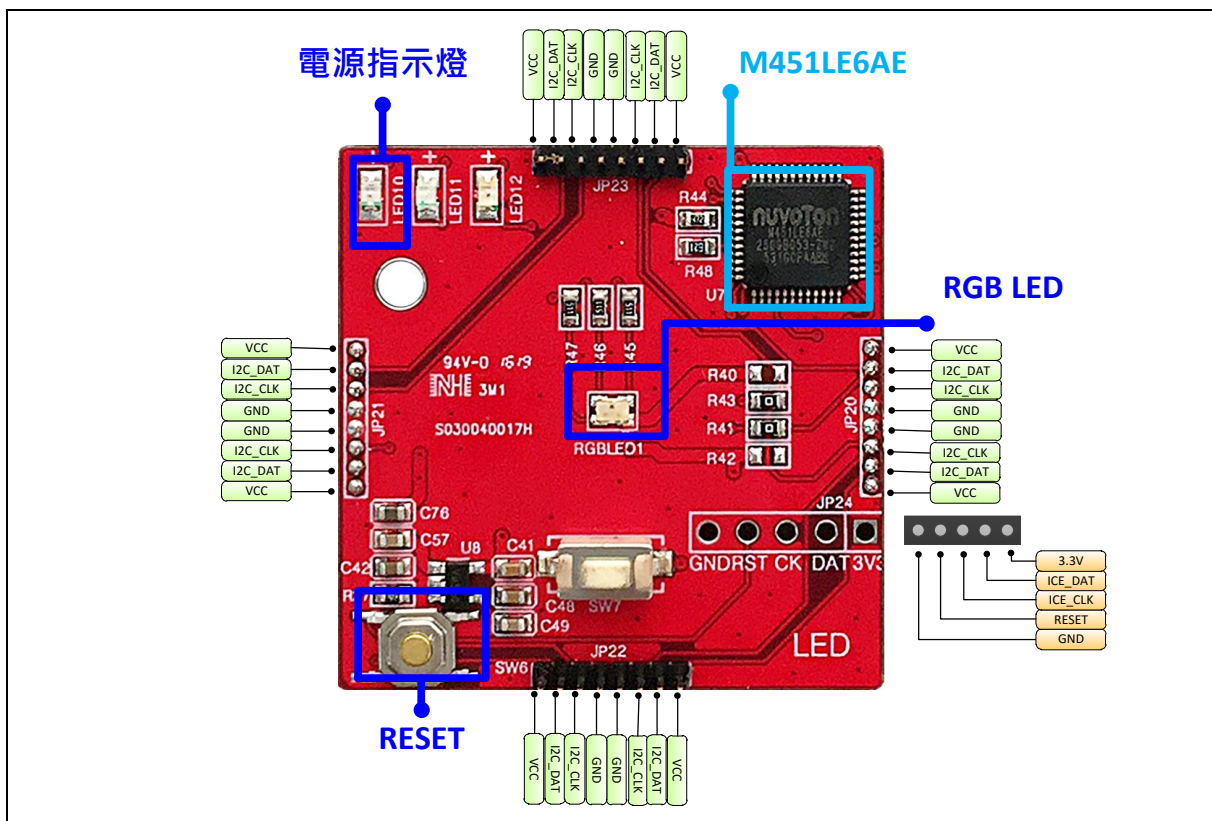 電源指示燈
M451LE6AE
VCC
I2C_DAT
I2C_CLK
GND
GND
I2C_CLK
I2C_DAT
VCC
+
+
LED10
LED11
LED12
JP23
R44
R48
nuvoTon
M451LE6AE
U7
RGB LED
R47
R46
R45
94V-0
3M1
S030040017H
RGBLED1
R40
R43
R41
R42
VCC
I2C_DAT
I2C_CLK
GND
GND
I2C_CLK
I2C_DAT
VCC
JP21
JP20
VCC
I2C_DAT
I2C_CLK
GND
GND
I2C_CLK
I2C_DAT
VCC
JP24
GND RST CK DAT 3V3
3.3V
ICE_DAT
ICE_CLK
RESET
GND
C76
C57
C42
U8
C41
C48
C49
SW7
SW6
JP22
LED
RESET
VCC
I2C_DAT
I2C_CLK
GND
GND
I2C_CLK
I2C_DAT
VCC